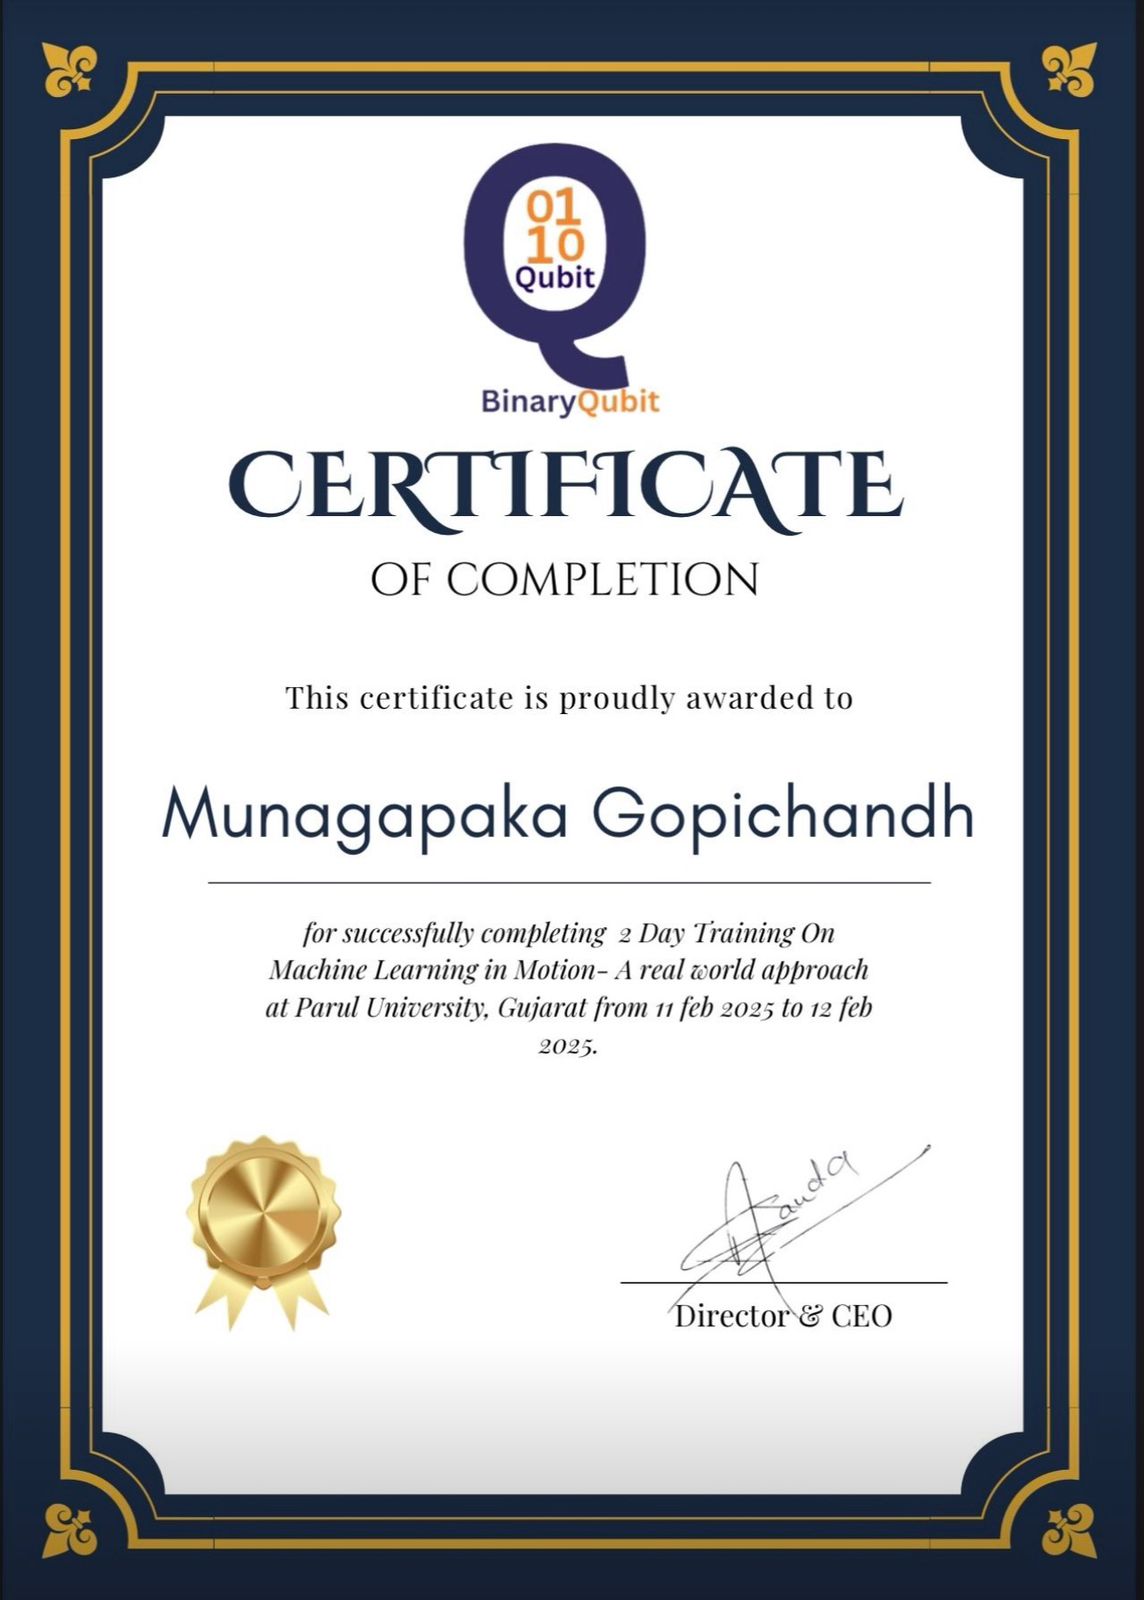 01
10
Qubit
BinaryQubit
CERTIFICATE
OF COMPLETION
This certificate is proudly awarded to
Munagapaka Gopichandh
for successfully completing 2 Day Training On
Machine Learning in Motion- A real world approach
at Parul University, Gujarat from 11 feb 2025 to 12 feb
2025.
Director & CEO